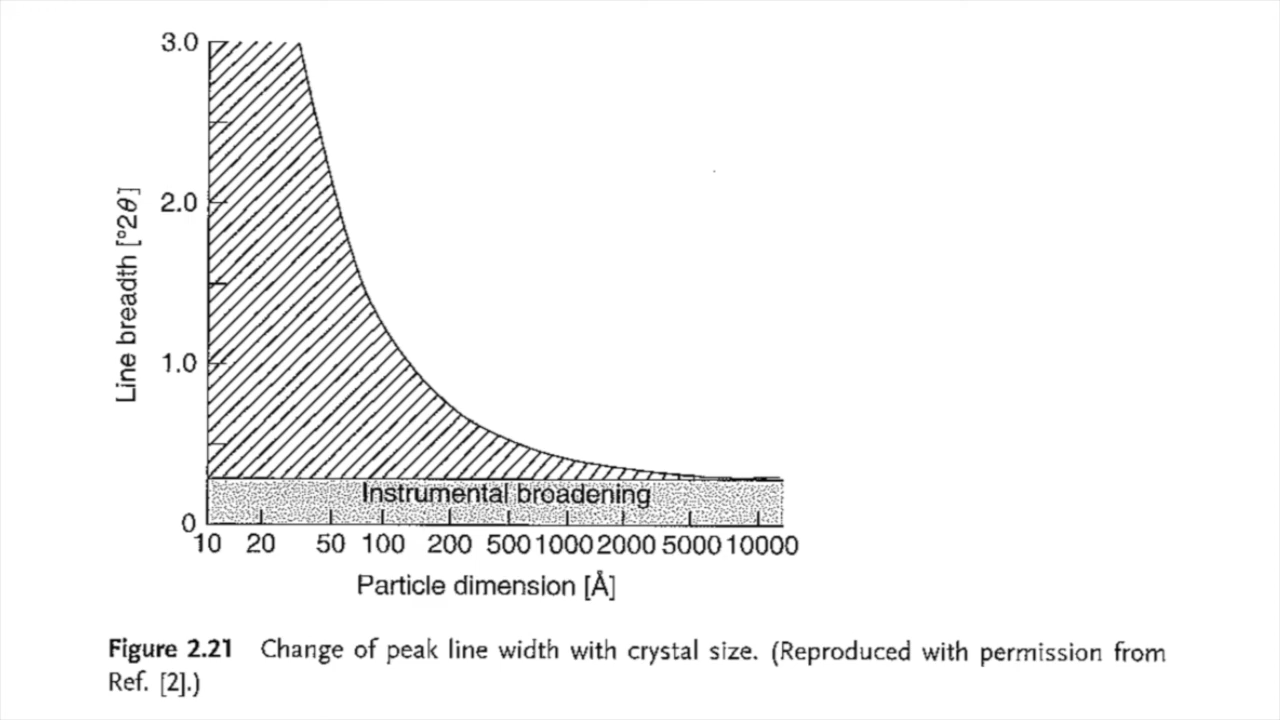 3.0
2.0
1.0
0
Line breadth [°2θ]
Instrumental broadening
10 20 50 100 200 500 1000 2000 5000 10000
Particle dimension [Å]
Figure 2.21 Change of peak line width with crystal size. (Reproduced with permission from
Ref. [2].)